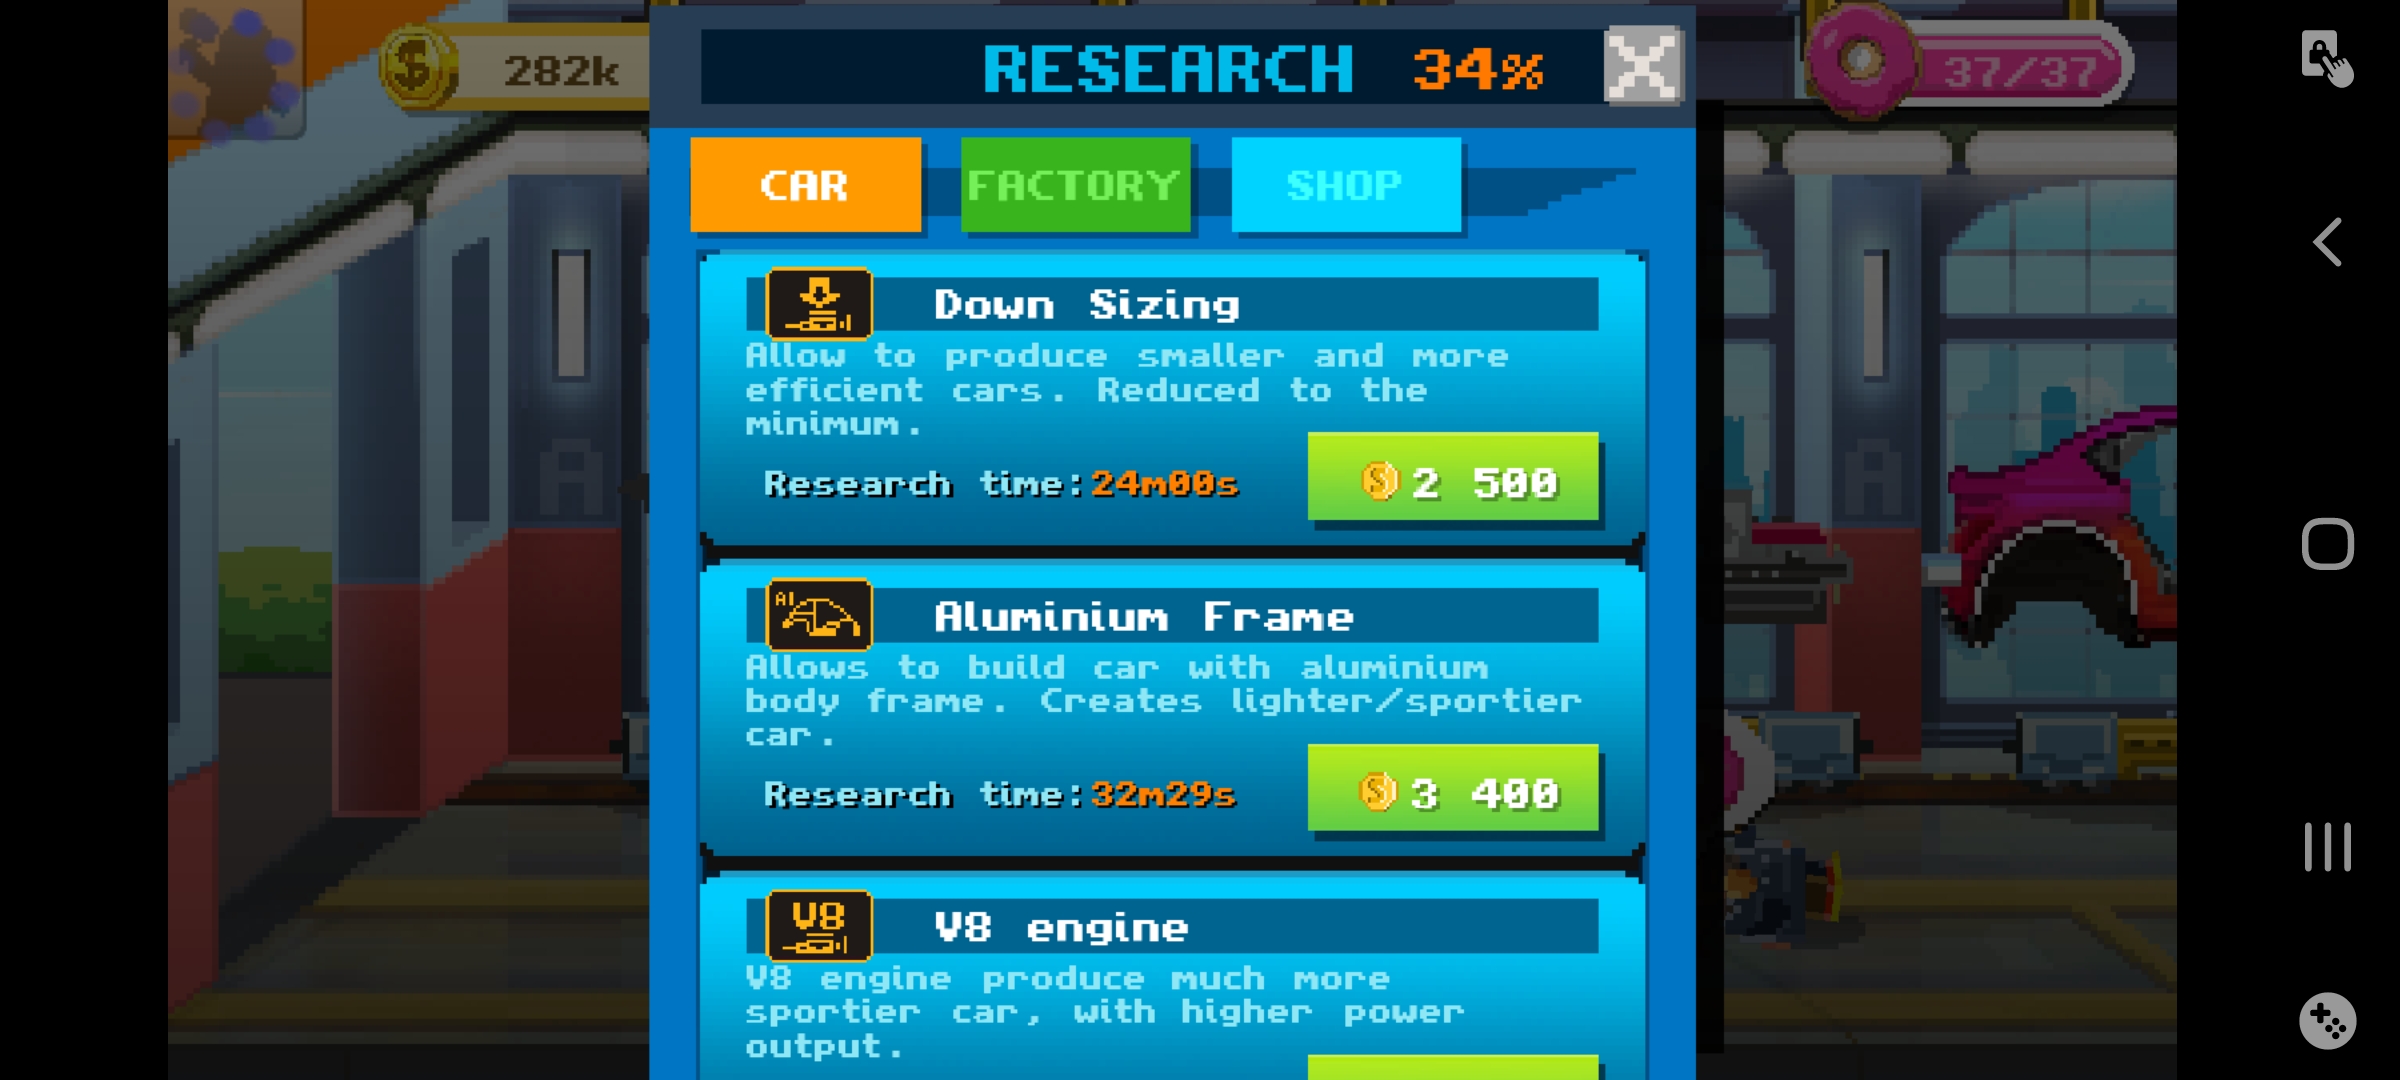 282k
RESEARCH 34%
37/37
CAR
FACTORY
SHOP
Down Sizing
Allow to produce smaller and more
efficient cars. Reduced to the
minimum.
Research time:24m00s
2 500
Al
Aluminium Frame
Allows to build car with aluminium
body frame. Creates lighter/sportier
car.
Research time:32m29s
3 400
V8
V8 engine
V8 engine produce much more
sportier car, with higher power
output.
A
A